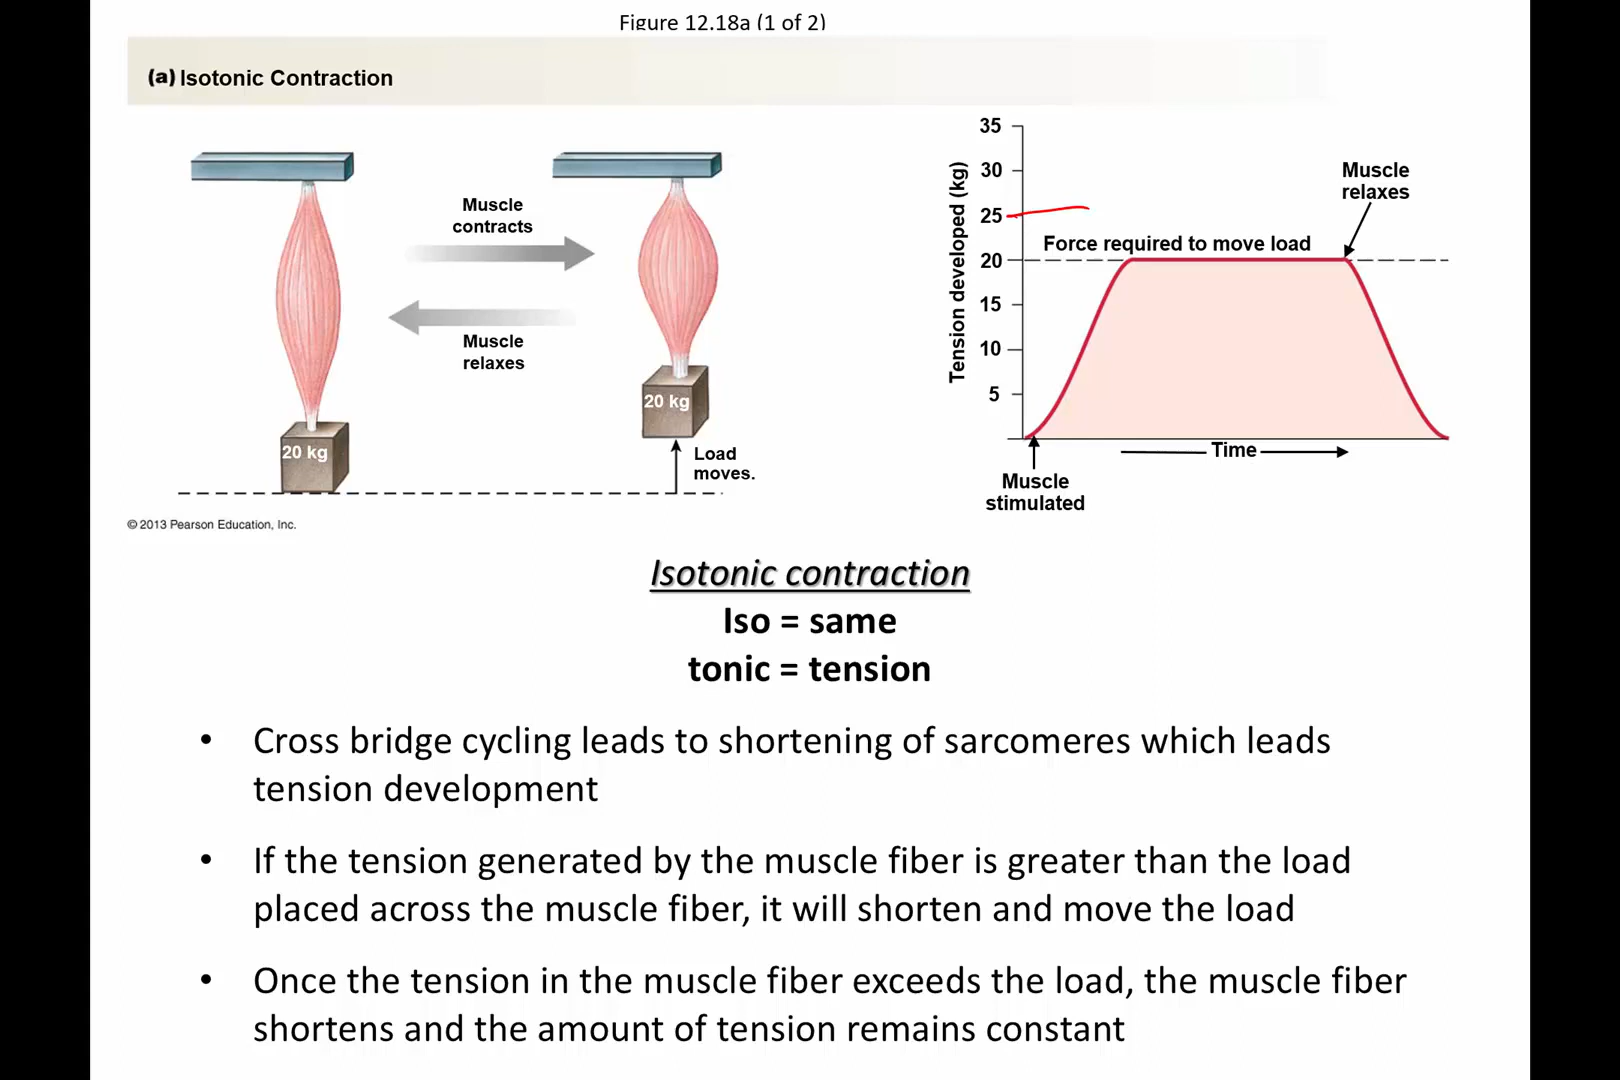 Figure 12.18a (1 of 2)
(a) Isotonic Contraction
Muscle
contracts
Muscle
relaxes
20 kg
20 kg
Load
moves.
© 2013 Pearson Education, Inc.
Tension developed (kg)
35
30
25
20
15
10
5
Force required to move load
Muscle
relaxes
Time
Muscle
stimulated
Isotonic contraction
Iso = same
tonic = tension
• Cross bridge cycling leads to shortening of sarcomeres which leads
tension development
• If the tension generated by the muscle fiber is greater than the load
placed across the muscle fiber, it will shorten and move the load
• Once the tension in the muscle fiber exceeds the load, the muscle fiber
shortens and the amount of tension remains constant